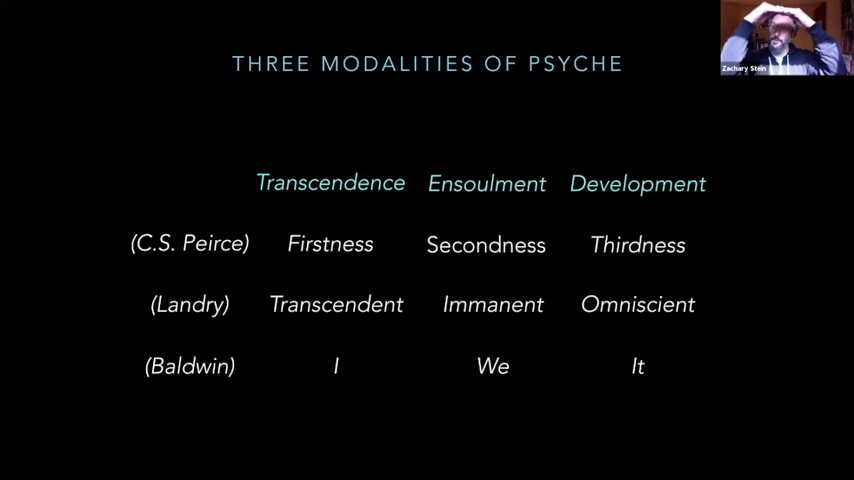 Zachary Stein
THREE MODALITIES OF PSYCHE
Transcendence Ensoulment Development
(C.S. Peirce) Firstness Secondness Thirdness
(Landry) Transcendent Immanent Omniscient
(Baldwin) I We It